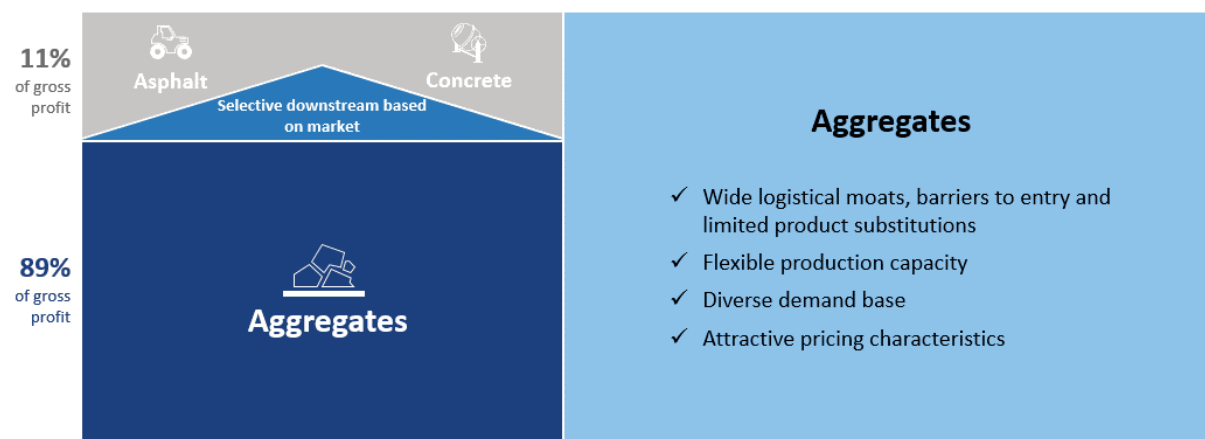 11%
of gross
profit
Asphalt
Concrete
Selective downstream based
on market
89%
of gross
profit
Aggregates
Aggregates
✓ Wide logistical moats, barriers to entry and
limited product substitutions
✓ Flexible production capacity
✓ Diverse demand base
✓ Attractive pricing characteristics